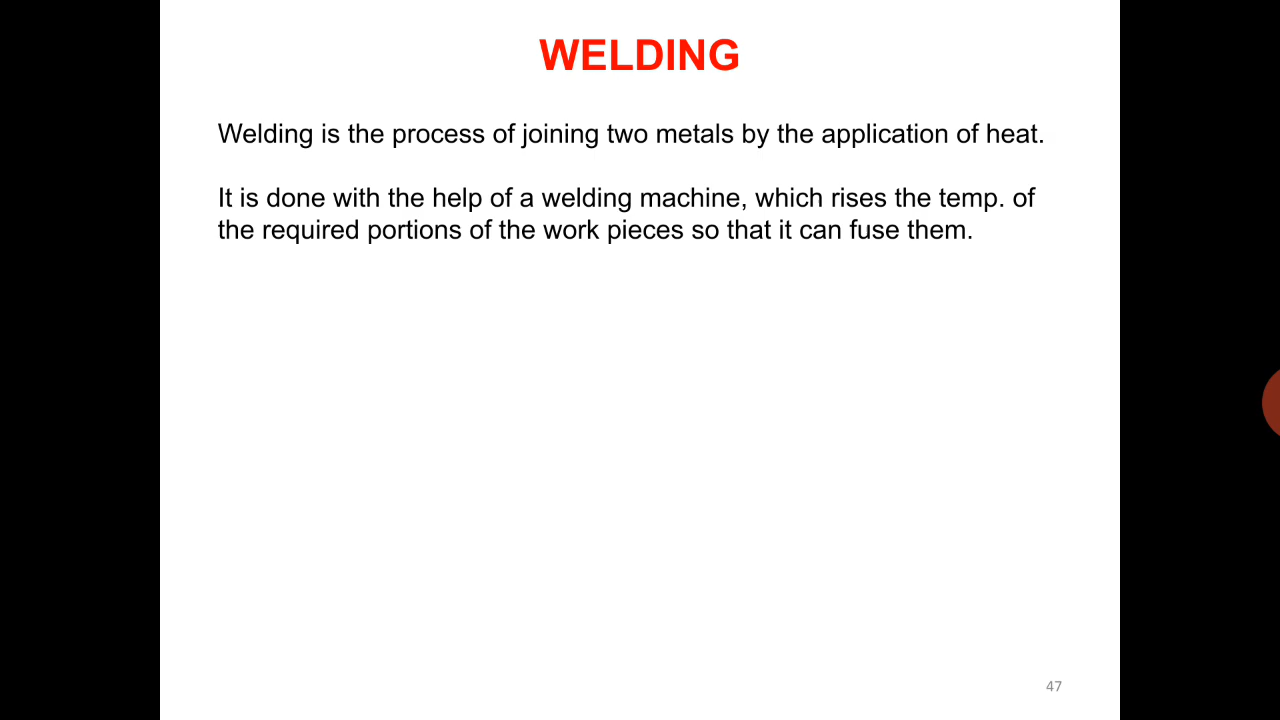 WELDING
Welding is the process of joining two metals by the application of heat.
It is done with the help of a welding machine, which rises the temp. of
the required portions of the work pieces so that it can fuse them.
47